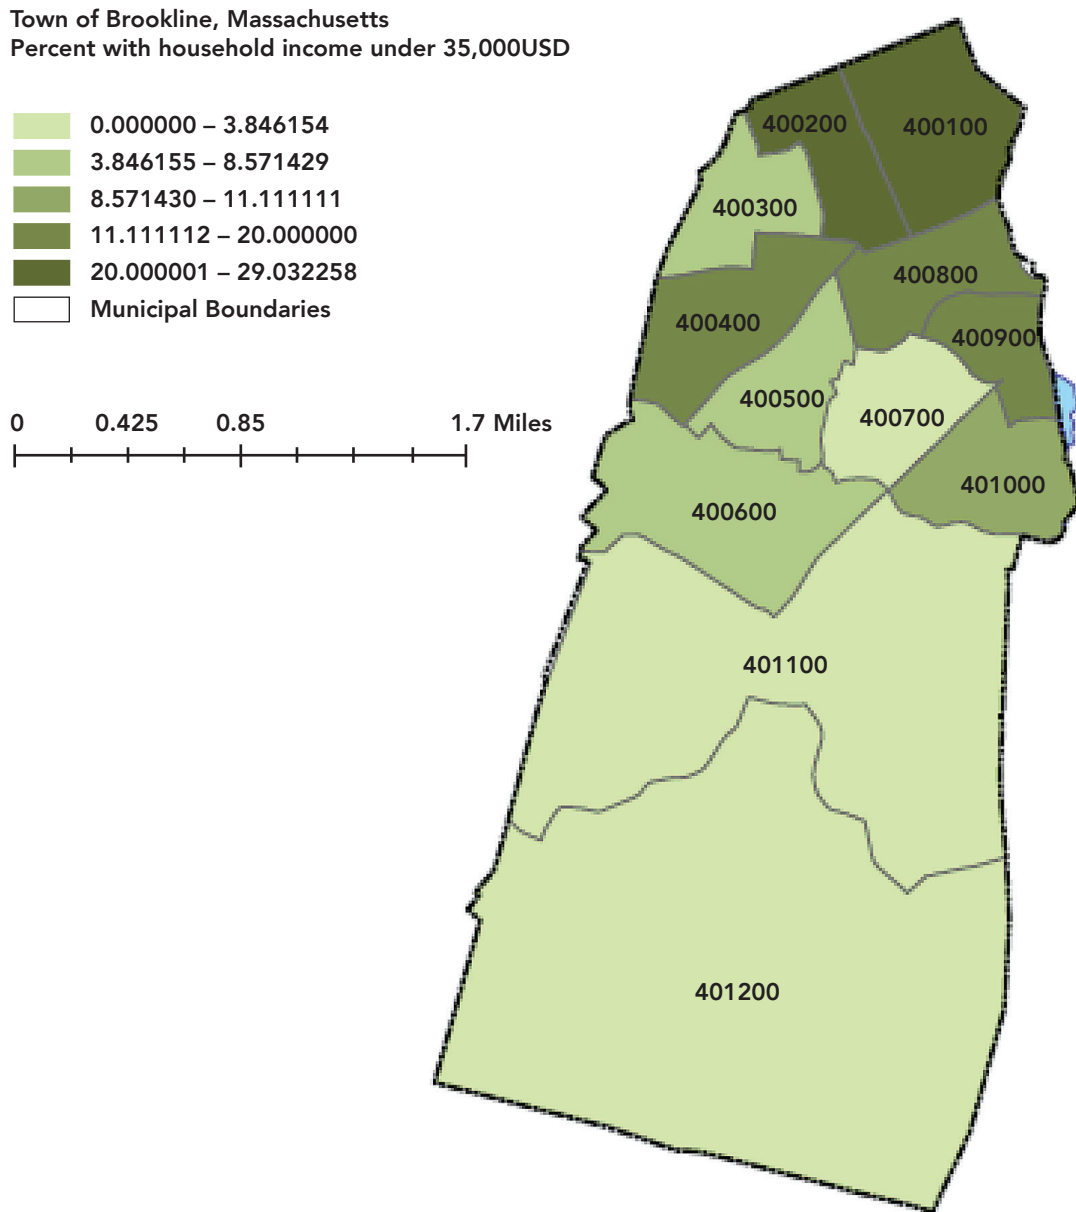 Town of Brookline, Massachusetts
Percent with household income under 35,000USD
0.000000 – 3.846154
3.846155 – 8.571429
8.571430 – 11.111111
11.111112 – 20.000000
20.000001 – 29.032258
Municipal Boundaries
0 0.425 0.85 1.7 Miles
400200
400100
400300
400800
400400
400900
400500
400700
401000
400600
401100
401200